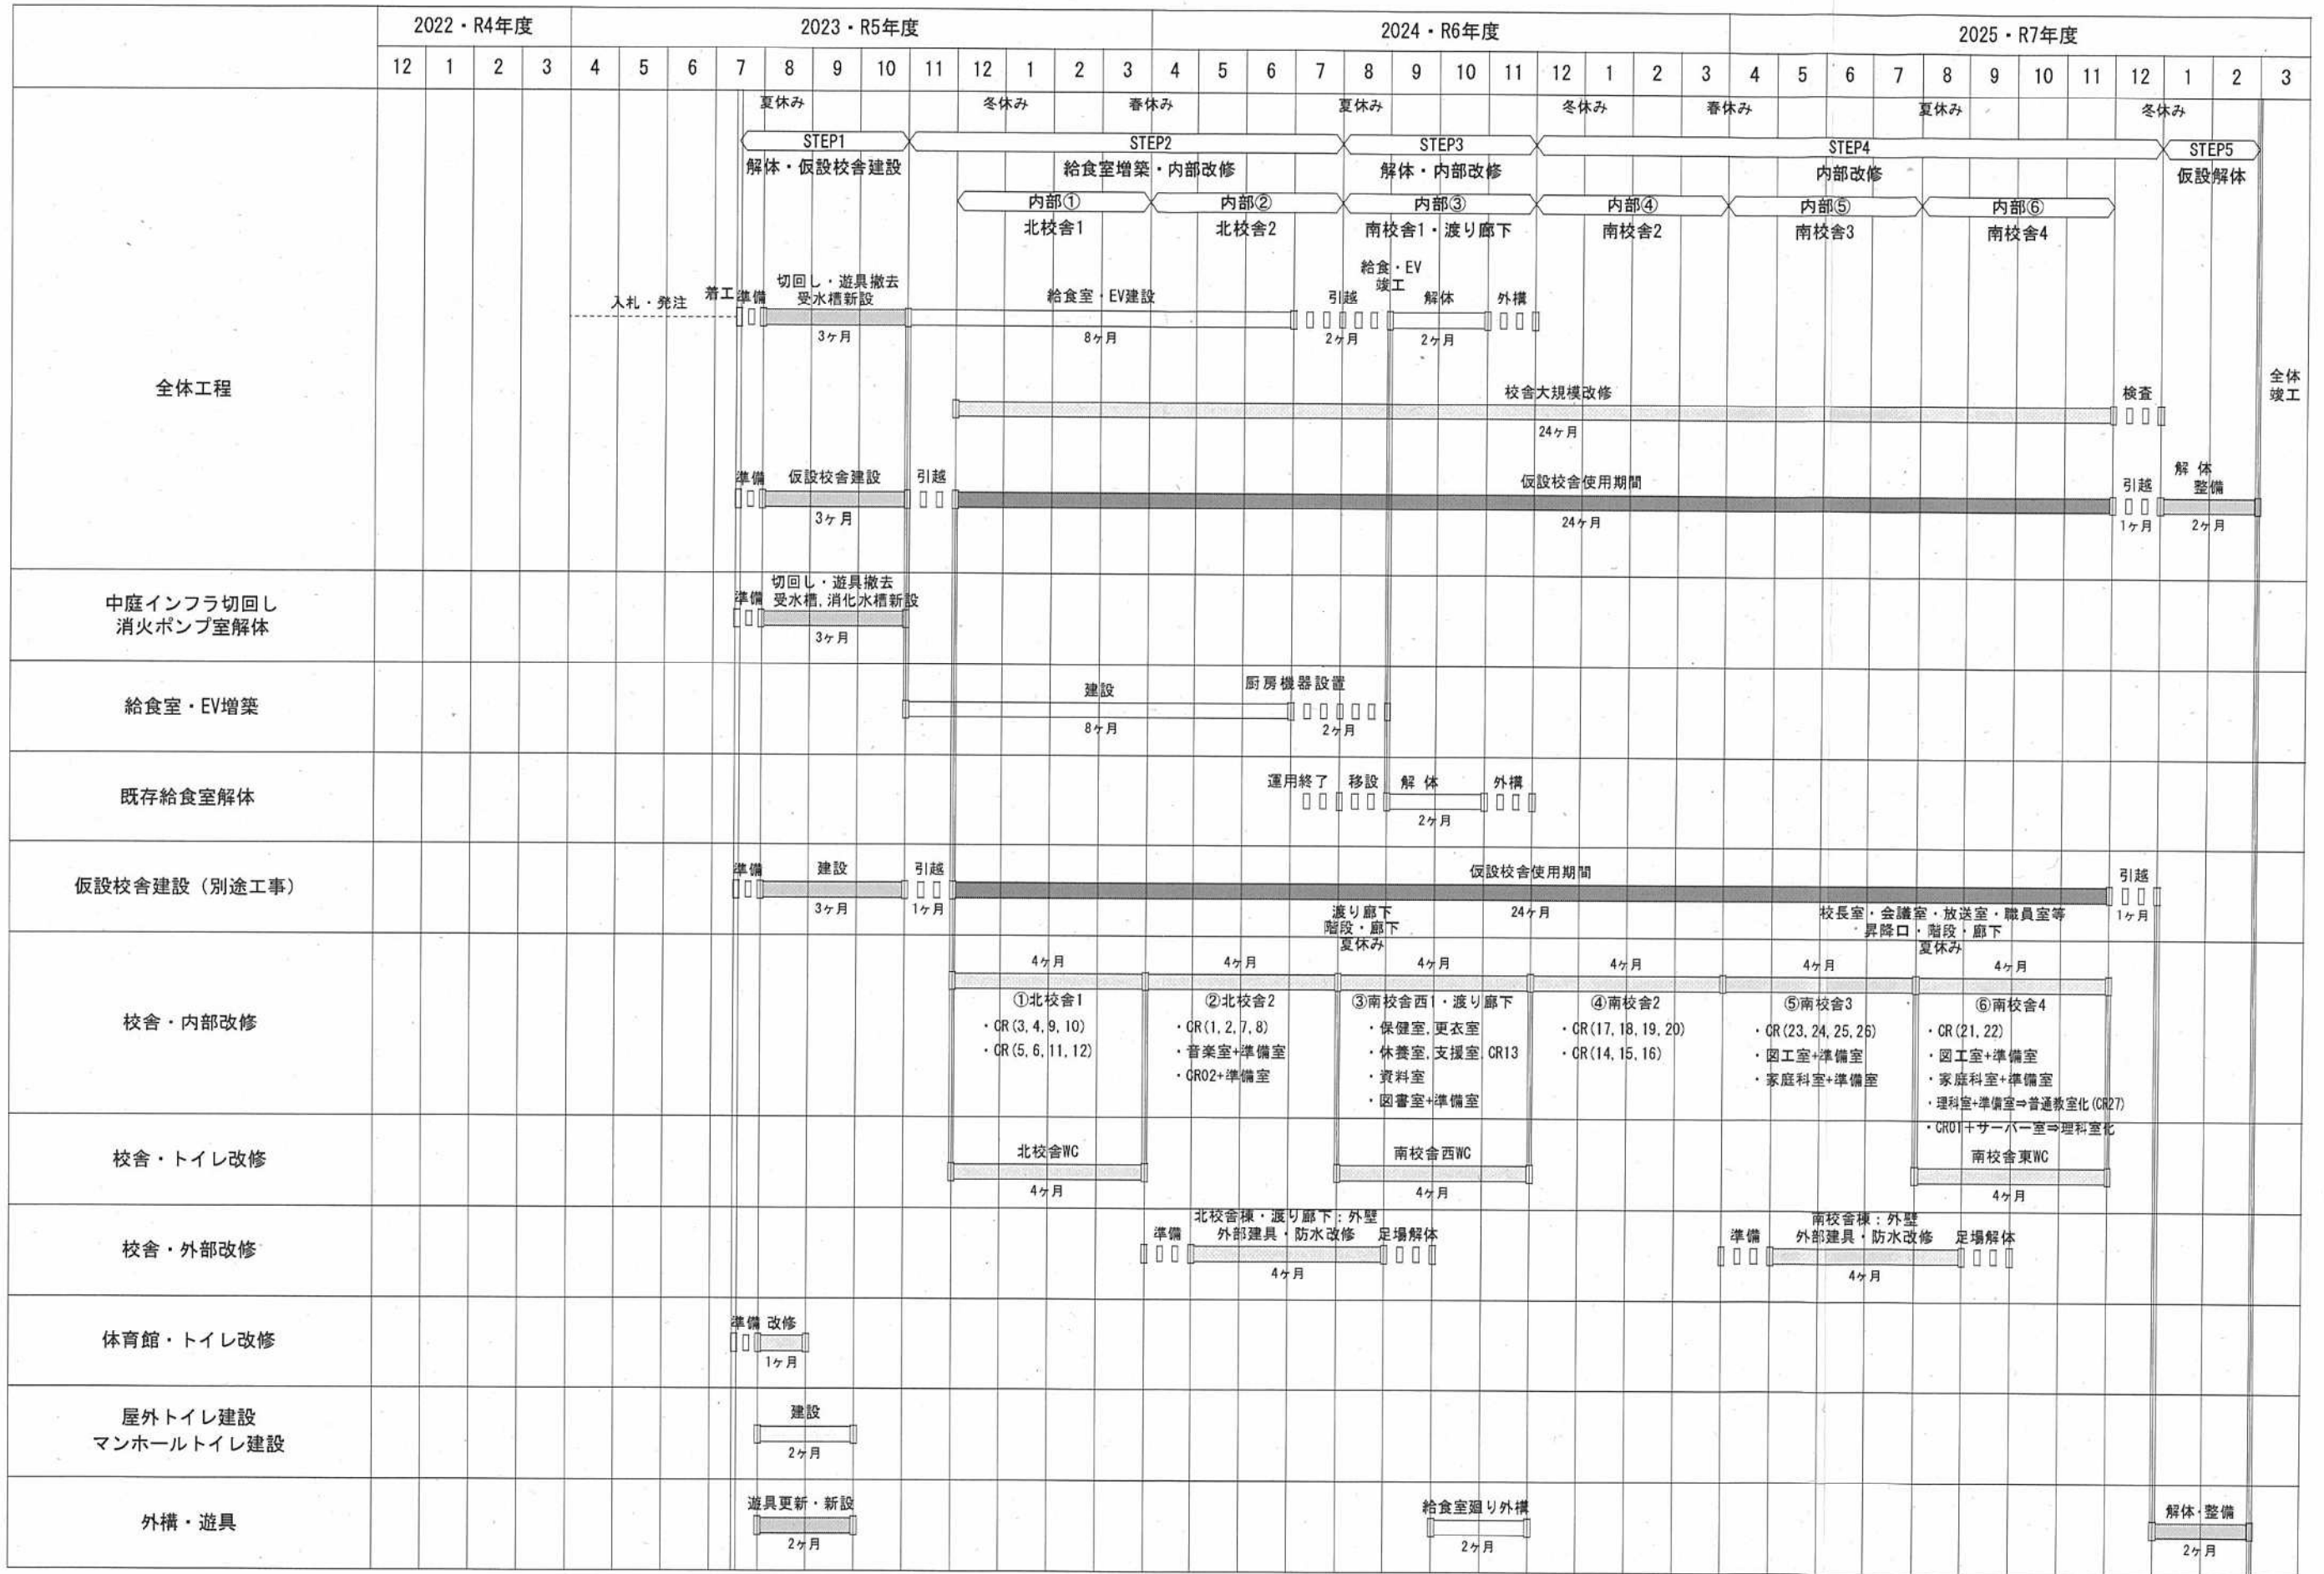 2022・R4年度 2023・R5年度 2024・R6年度 2025・R7年度
12 1 2 3 4 5 6 7 8 9 10 11 12 1 2 3 4 5 6 7 8 9 10 11 12 1 2 3 4 5 6 7 8 9 10 11 12 1 2 3
夏休み 冬休み 春休み 夏休み 冬休み 春休み 夏休み 冬休み
STEP1 STEP2 STEP3 STEP4 STEP5
解体・仮設校舎建設 給食室増築・内部改修 解体・内部改修 内部改修 仮設解体
内部① 内部② 内部③ 内部④ 内部⑤ 内部⑥
北校舎1 北校舎2 南校舎1・渡り廊下 南校舎2 南校舎3 南校舎4
全体工程
切回し・遊具撤去 給食・EV
入札・発注 着工 準備 受水槽新設 給食室・EV建設 引越 竣工 解体 外構
3ヶ月 8ヶ月 2ヶ月 2ヶ月
校舎大規模改修 検査 全体
竣工
24ヶ月
準備 仮設校舎建設 引越 仮設校舎使用期間 引越 解体
整備
3ヶ月 24ヶ月 1ヶ月 2ヶ月
中庭インフラ切回し
消火ポンプ室解体
切回し・遊具撤去
準備 受水槽,消化水槽新設
3ヶ月
給食室・EV増築
建設 厨房機器設置
8ヶ月 2ヶ月
既存給食室解体
運用終了 移設 解体 外構
2ヶ月
仮設校舎建設（別途工事）
準備 建設 引越 仮設校舎使用期間 引越
3ヶ月 1ヶ月 24ヶ月 1ヶ月
渡り廊下 校長室・会議室・放送室・職員室等
階段・廊下 昇降口・階段・廊下
夏休み 夏休み
校舎・内部改修
4ヶ月 4ヶ月 4ヶ月 4ヶ月 4ヶ月 4ヶ月
①北校舎1
・CR(3,4,9,10)
・CR(5,6,11,12)
②北校舎2
・CR(1,2,7,8)
・音楽室+準備室
・CR02+準備室
③南校舎西1・渡り廊下
・保健室,更衣室
・休養室,支援室,CR13
・資料室
・図書室+準備室
④南校舎2
・CR(17,18,19,20)
・CR(14,15,16)
⑤南校舎3
・CR(23,24,25,26)
・図工室+準備室
・家庭科室+準備室
⑥南校舎4
・CR(21,22)
・図工室+準備室
・家庭科室+準備室
・理科室+準備室⇒普通教室化(CR27)
・CR01＋サーバー室⇒理科室化
校舎・トイレ改修
北校舎WC 南校舎西WC 南校舎東WC
4ヶ月 4ヶ月 4ヶ月
校舎・外部改修
北校舎棟・渡り廊下：外壁 南校舎棟：外壁
準備 外部建具・防水改修 足場解体 準備 外部建具・防水改修 足場解体
4ヶ月 4ヶ月
体育館・トイレ改修
準備 改修
1ヶ月
屋外トイレ建設
マンホールトイレ建設
建設
2ヶ月
外構・遊具
遊具更新・新設 給食室廻り外構 解体・整備
2ヶ月 2ヶ月 2ヶ月